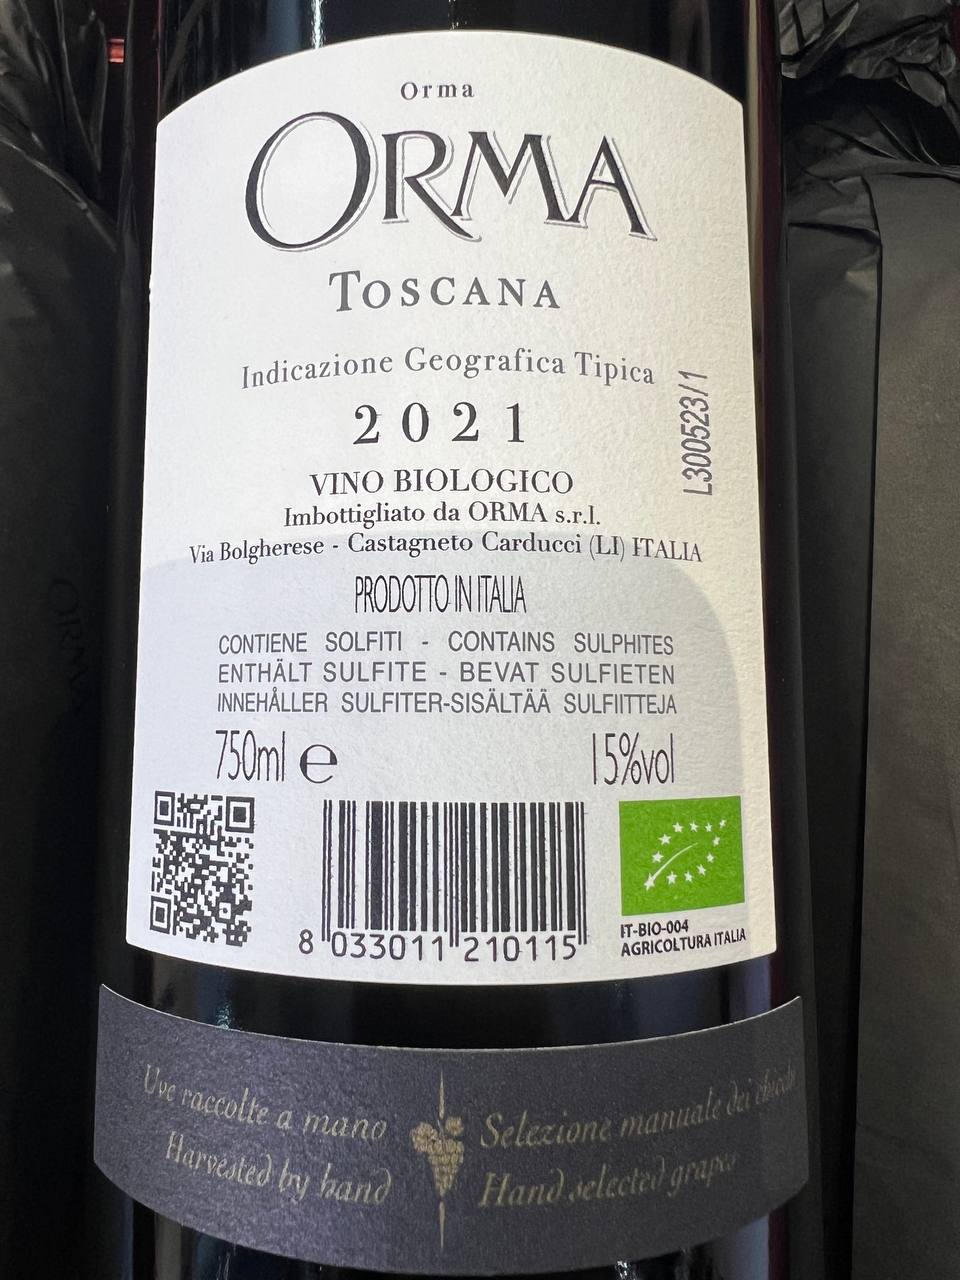 Orma
ORMA
TOSCANA
Indicazione Geografica Tipica
2021
L300523/1
VINO BIOLOGICO
Imbottigliato da ORMA s.r.l.
Via Bolgherese - Castagneto Carducci (LI) ITALIA
PRODOTTO IN ITALIA
CONTIENE SOLFITI - CONTAINS SULPHITES
ENTHÄLT SULFITE - BEVAT SULFIETEN
INNEHÅLLER SULFITER-SISÄLTÄÄ SULFIITTEJA
750ml e
15%vol
8 033011 210115
IT-BIO-004
AGRICOLTURA ITALIA
Uve raccolte a mano
Harvested by hand
Selezione manuale dei chicchi
Hand selected grapes
ORMA